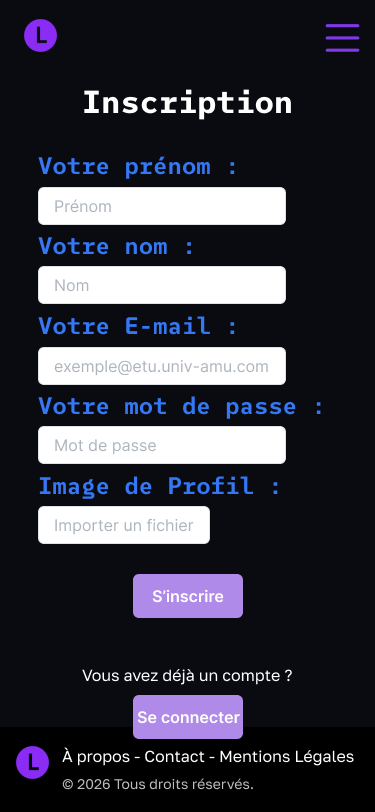 L
Inscription
Votre prénom :
Prénom
Votre nom :
Nom
Votre E-mail :
exemple@etu.univ-amu.com
Votre mot de passe :
Mot de passe
Image de Profil :
Importer un fichier
S'inscrire
Vous avez déjà un compte ?
Se connecter
L
À propos - Contact - Mentions Légales
© 2026 Tous droits réservés.